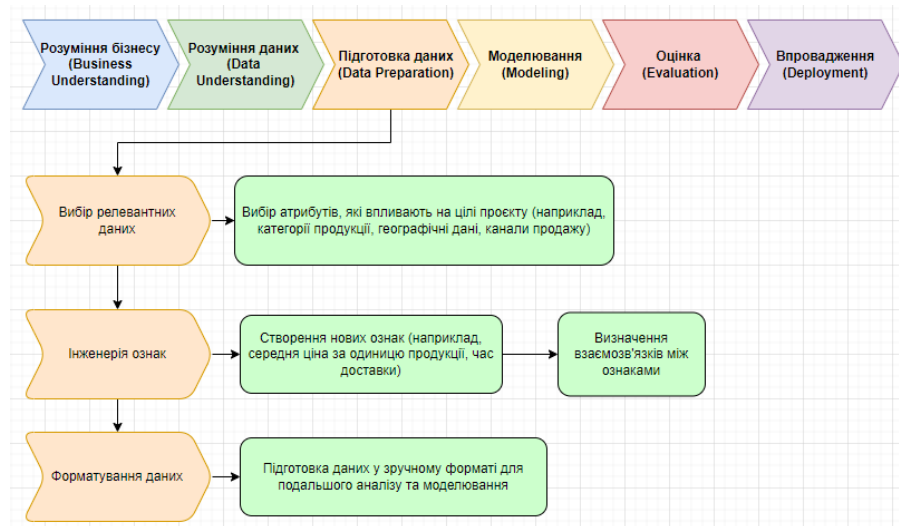 Розуміння бізнесу
(Business
Understanding)
Розуміння даних
(Data
Understanding)
Підготовка даних
(Data Preparation)
Моделювання
(Modeling)
Оцінка
(Evaluation)
Впровадження
(Deployment)
Вибір релевантних
даних
Вибір атрибутів, які впливають на цілі проєкту (наприклад,
категорії продукції, географічні дані, канали продажу)
Інженерія ознак
Створення нових ознак (наприклад,
середня ціна за одиницю продукції, час
доставки)
Визначення
взаємозв'язків між
ознаками
Форматування даних
Підготовка даних у зручному форматі для
подальшого аналізу та моделювання